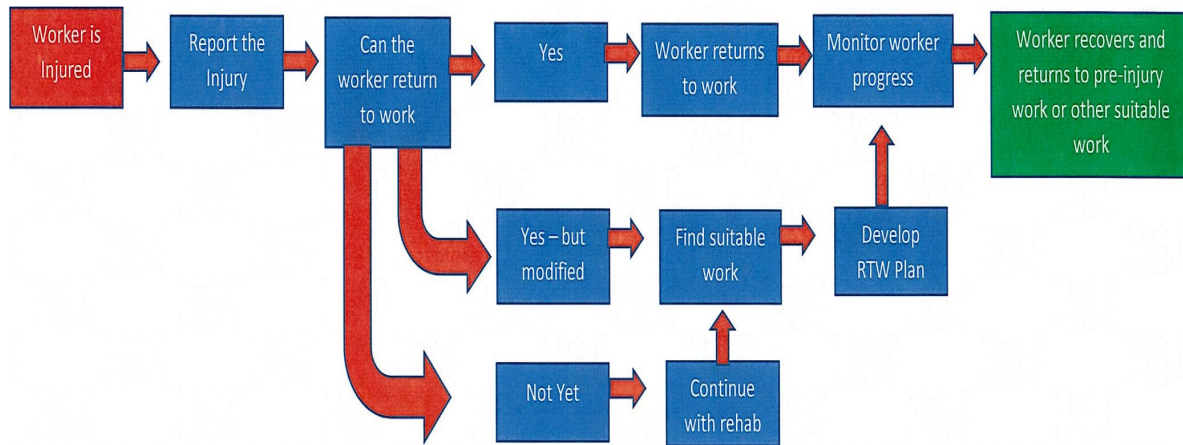 Worker is
Injured
Report the
Injury
Can the
worker return
to work
Yes
Worker returns
to work
Monitor worker
progress
Worker recovers and
returns to pre-injury
work or other suitable
work
Yes – but
modified
Find suitable
work
Develop
RTW Plan
Not Yet
Continue
with rehab